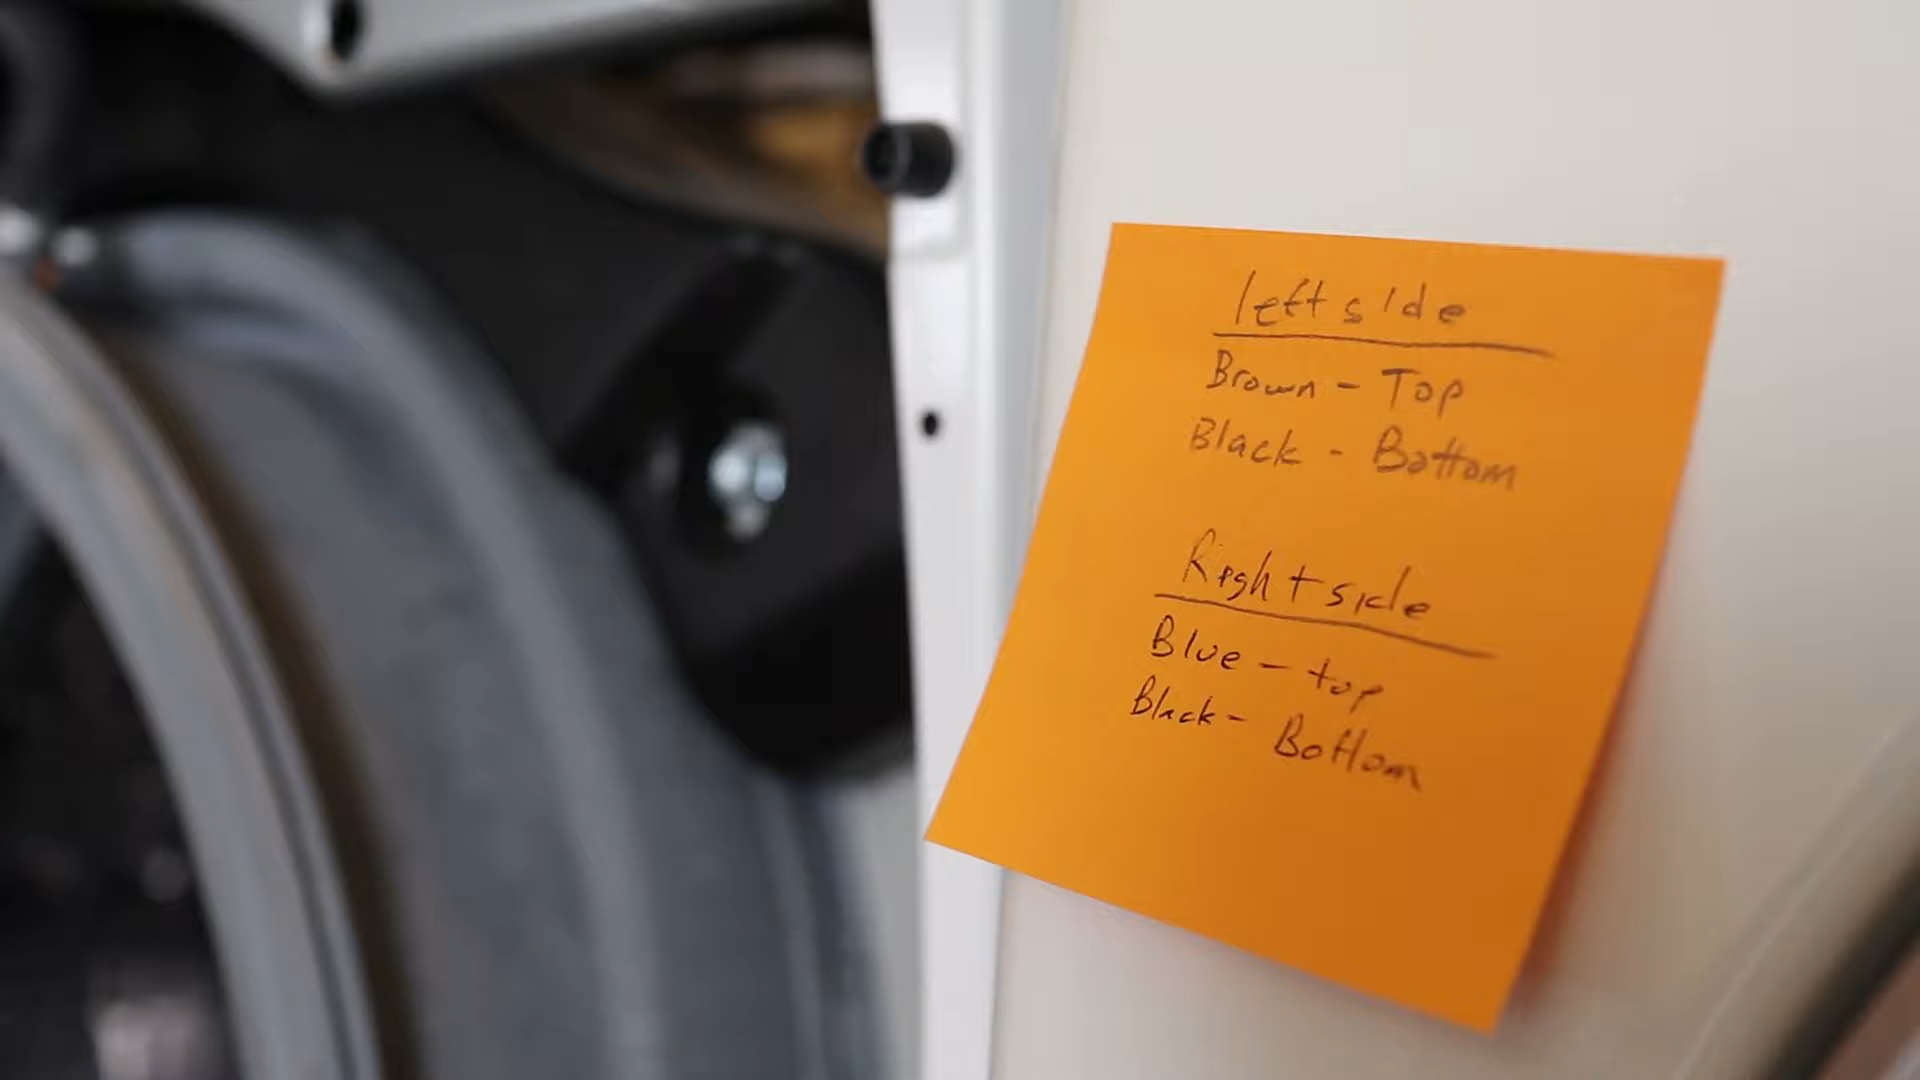 left side
Brown - Top
Black - Bottom
Right side
Blue - top
Black - Bottom